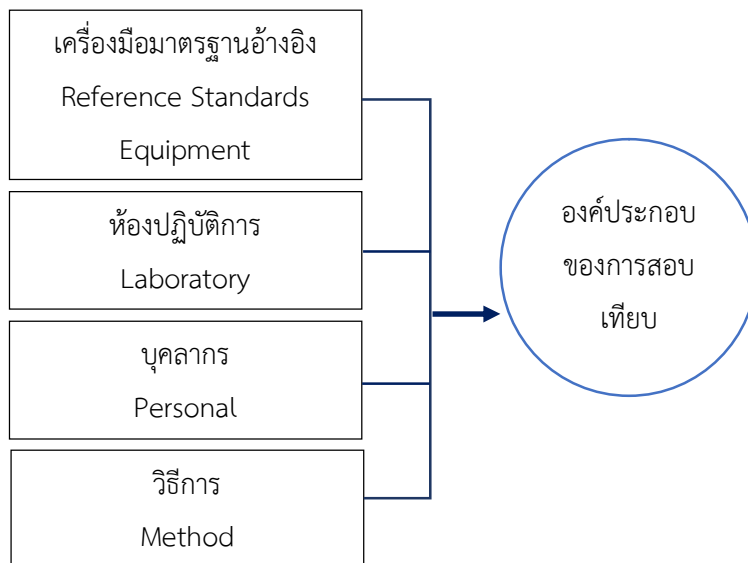 เครื่องมือมาตรฐานอ้างอิง
Reference Standards
Equipment
ห้องปฏิบัติการ
Laboratory
บุคลากร
Personal
วิธีการ
Method
องค์ประกอบ
ของการสอบ
เทียบ